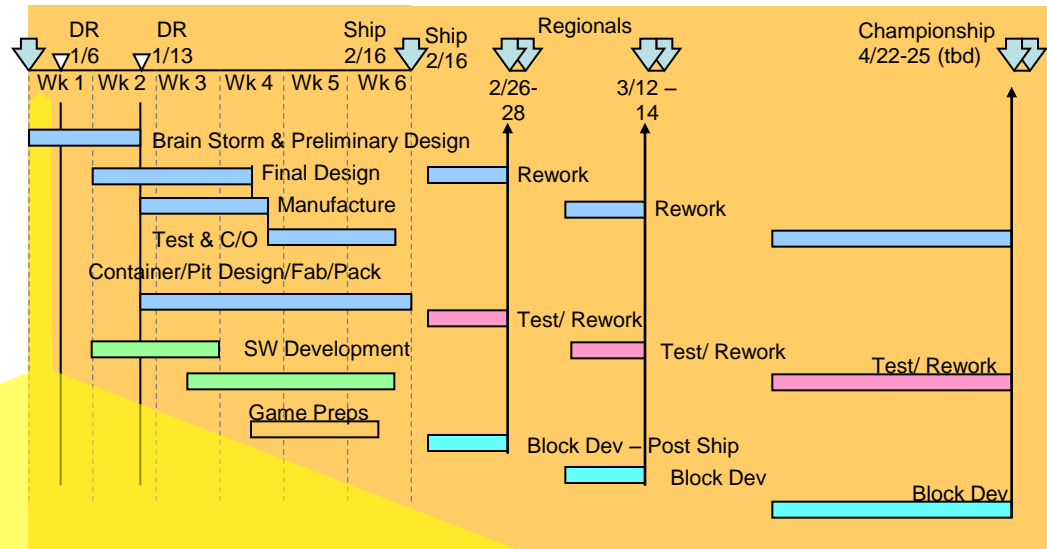 DR
1/6
DR
1/13
Ship
2/16
Ship
2/16
Regionals
Championship
4/22-25 (tbd)
Wk 1
Wk 2
Wk 3
Wk 4
Wk 5
Wk 6
2/26-
28
3/12 –
14
Brain Storm & Preliminary Design
Final Design
Rework
Manufacture
Rework
Test & C/O
Container/Pit Design/Fab/Pack
Test/ Rework
SW Development
Test/ Rework
Test/ Rework
Game Preps
Block Dev – Post Ship
Block Dev
Block Dev